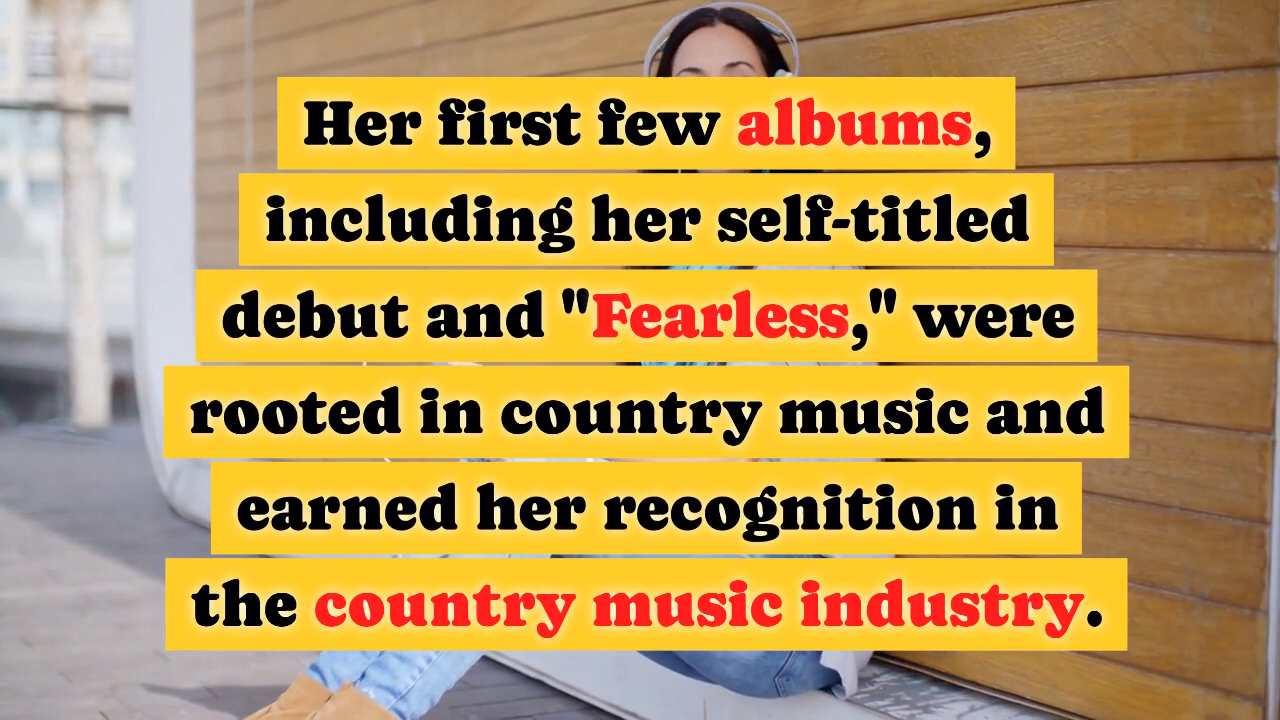 Her first few albums,
including her self-titled
debut and "Fearless," were
rooted in country music and
earned her recognition in
the country music industry.